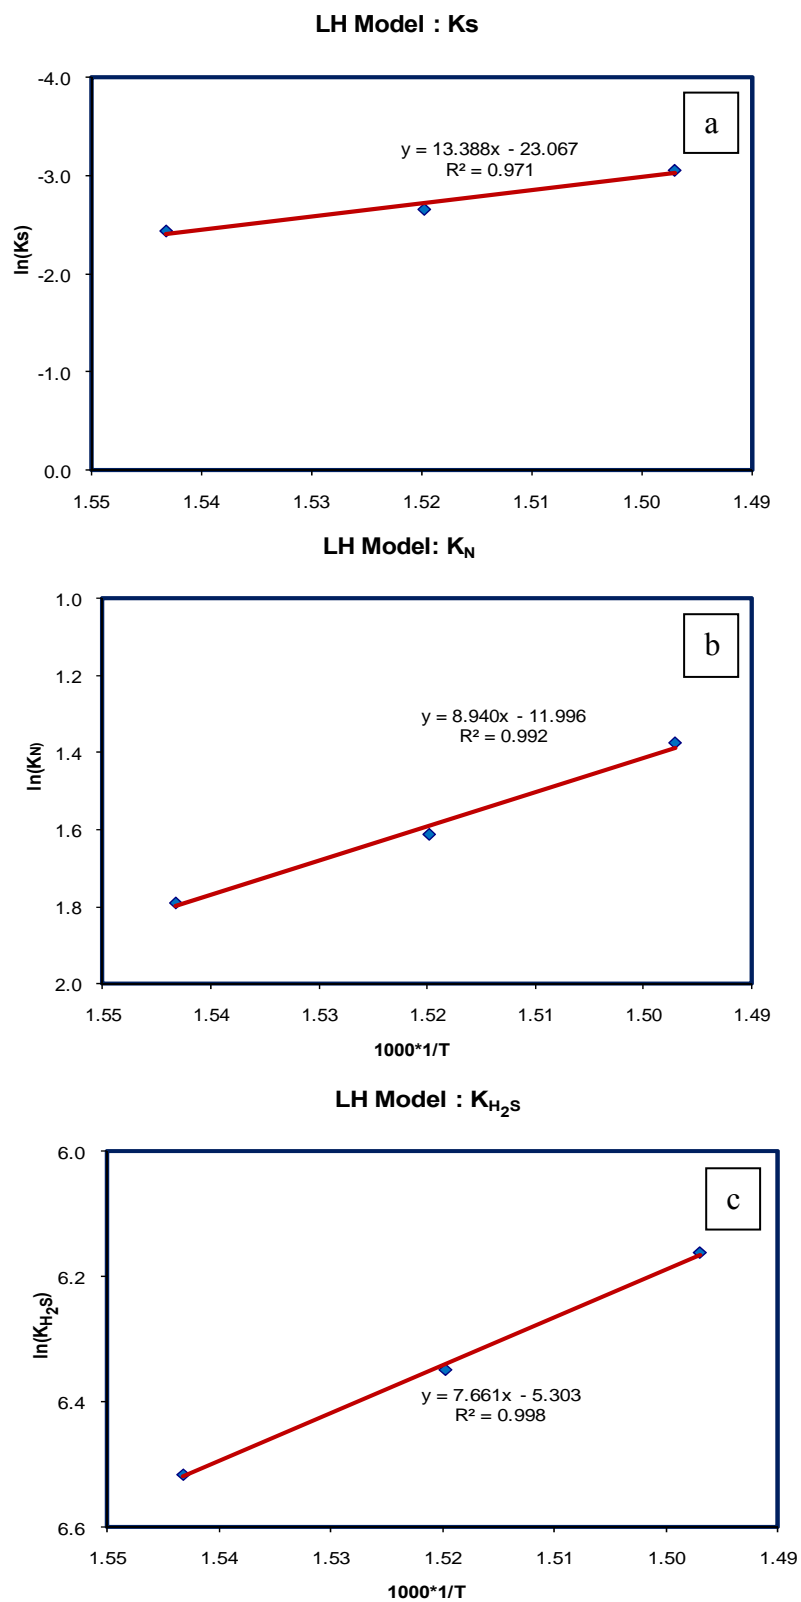 LH Model : Ks
a
y = 13.388x - 23.067
R² = 0.971
ln(Ks)
-4.0
-3.0
-2.0
-1.0
0.0
1.55 1.54 1.53 1.52 1.51 1.50 1.49
LH Model: K_N
b
y = 8.940x - 11.996
R² = 0.992
ln(KN)
1.0
1.2
1.4
1.6
1.8
2.0
1.55 1.54 1.53 1.52 1.51 1.50 1.49
1000*1/T
LH Model : K_H₂S
c
y = 7.661x - 5.303
R² = 0.998
ln(K_H₂S)
6.0
6.2
6.4
6.6
1.55 1.54 1.53 1.52 1.51 1.50 1.49
1000*1/T